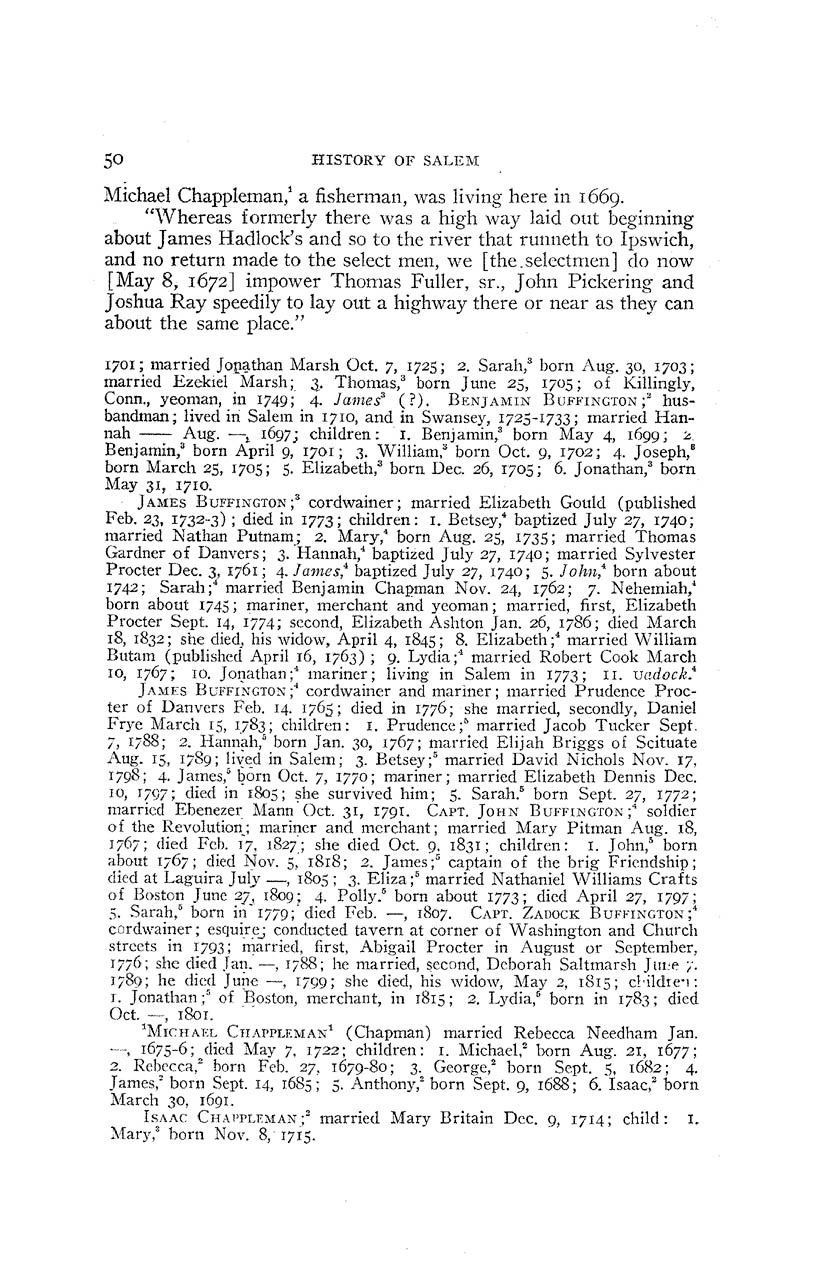 50 HISTORY OF SALEM
Michael Chappleman,¹ a fisherman, was living here in 1669.
"Whereas formerly there was a high way laid out beginning
about James Hadlock's and so to the river that runneth to Ipswich,
and no return made to the select men, we [the selectmen] do now
[May 8, 1672] impower Thomas Fuller, sr., John Pickering and
Joshua Ray speedily to lay out a highway there or near as they can
about the same place."
1701; married Jonathan Marsh Oct. 7, 1725; 2. Sarah,³ born Aug. 30, 1703;
married Ezekiel Marsh; 3. Thomas,³ born June 25, 1705; of Killingly,
Conn., yeoman, in 1749; 4. James³ (?). BENJAMIN BUFFINGTON;² hus-
bandman; lived in Salem in 1710, and in Swansey, 1725-1733; married Han-
nah —— Aug. —, 1697; children: 1. Benjamin,³ born May 4, 1699; 2.
Benjamin,³ born April 9, 1701; 3. William,³ born Oct. 9, 1702; 4. Joseph,³
born March 25, 1705; 5. Elizabeth,³ born Dec. 26, 1705; 6. Jonathan,³ born
May 31, 1710.
JAMES BUFFINGTON;³ cordwainer; married Elizabeth Gould (published
Feb. 23, 1732-3); died in 1773; children: 1. Betsey,⁴ baptized July 27, 1740;
married Nathan Putnam; 2. Mary,⁴ born Aug. 25, 1735; married Thomas
Gardner of Danvers; 3. Hannah,⁴ baptized July 27, 1740; married Sylvester
Procter Dec. 3, 1761; 4. James,⁴ baptized July 27, 1740; 5. John,⁴ born about
1742; Sarah;⁴ married Benjamin Chapman Nov. 24, 1762; 7. Nehemiah,⁴
born about 1745; mariner, merchant and yeoman; married, first, Elizabeth
Procter Sept. 14, 1774; second, Elizabeth Ashton Jan. 26, 1786; died March
18, 1832; she died, his widow, April 4, 1845; 8. Elizabeth;⁴ married William
Butam (published April 16, 1763); 9. Lydia;⁴ married Robert Cook March
10, 1767; 10. Jonathan;⁴ mariner; living in Salem in 1773; 11. Zadock.⁴
JAMES BUFFINGTON;⁴ cordwainer and mariner; married Prudence Proc-
ter of Danvers Feb. 14. 1765; died in 1776; she married, secondly, Daniel
Frye March 15, 1783; children: 1. Prudence;⁵ married Jacob Tucker Sept.
7, 1788; 2. Hannah,⁵ born Jan. 30, 1767; married Elijah Briggs of Scituate
Aug. 15, 1789; lived in Salem; 3. Betsey;⁵ married David Nichols Nov. 17,
1798; 4. James,⁵ born Oct. 7, 1770; mariner; married Elizabeth Dennis Dec.
10, 1797; died in 1805; she survived him; 5. Sarah.⁵ born Sept. 27, 1772;
married Ebenezer Mann Oct. 31, 1791. CAPT. JOHN BUFFINGTON;⁴ soldier
of the Revolution; mariner and merchant; married Mary Pitman Aug. 18,
1767; died Feb. 17, 1827; she died Oct. 9, 1831; children: 1. John,⁵ born
about 1767; died Nov. 5, 1818; 2. James;⁵ captain of the brig Friendship;
died at Laguira July —, 1805; 3. Eliza;⁵ married Nathaniel Williams Crafts
of Boston June 27, 1809; 4. Polly.⁵ born about 1773; died April 27, 1797;
5. Sarah,⁵ born in 1779; died Feb. —, 1807. CAPT. ZADOCK BUFFINGTON;⁴
cordwainer; esquire; conducted tavern at corner of Washington and Church
streets in 1793; married, first, Abigail Procter in August or September,
1776; she died Jan. —, 1788; he married, second, Deborah Saltmarsh June 7,
1789; he died June —, 1799; she died, his widow, May 2, 1815; children:
1. Jonathan;⁵ of Boston, merchant, in 1815; 2. Lydia,⁵ born in 1783; died
Oct. —, 1801.
¹MICHAEL CHAPPLEMAN¹ (Chapman) married Rebecca Needham Jan.
—, 1675-6; died May 7, 1722; children: 1. Michael,² born Aug. 21, 1677;
2. Rebecca,² born Feb. 27, 1679-80; 3. George,² born Sept. 5, 1682; 4.
James,² born Sept. 14, 1685; 5. Anthony,² born Sept. 9, 1688; 6. Isaac,² born
March 30, 1691.
ISAAC CHAPPLEMAN;² married Mary Britain Dec. 9, 1714; child: 1.
Mary,³ born Nov. 8, 1715.